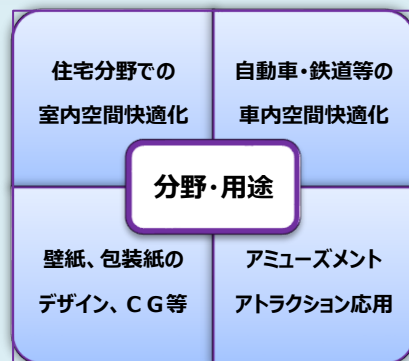 住宅分野での
室内空間快適化
自動車・鉄道等の
車内空間快適化
分野・用途
壁紙、包装紙の
デザイン、ＣＧ等
アミューズメント
アトラクション応用